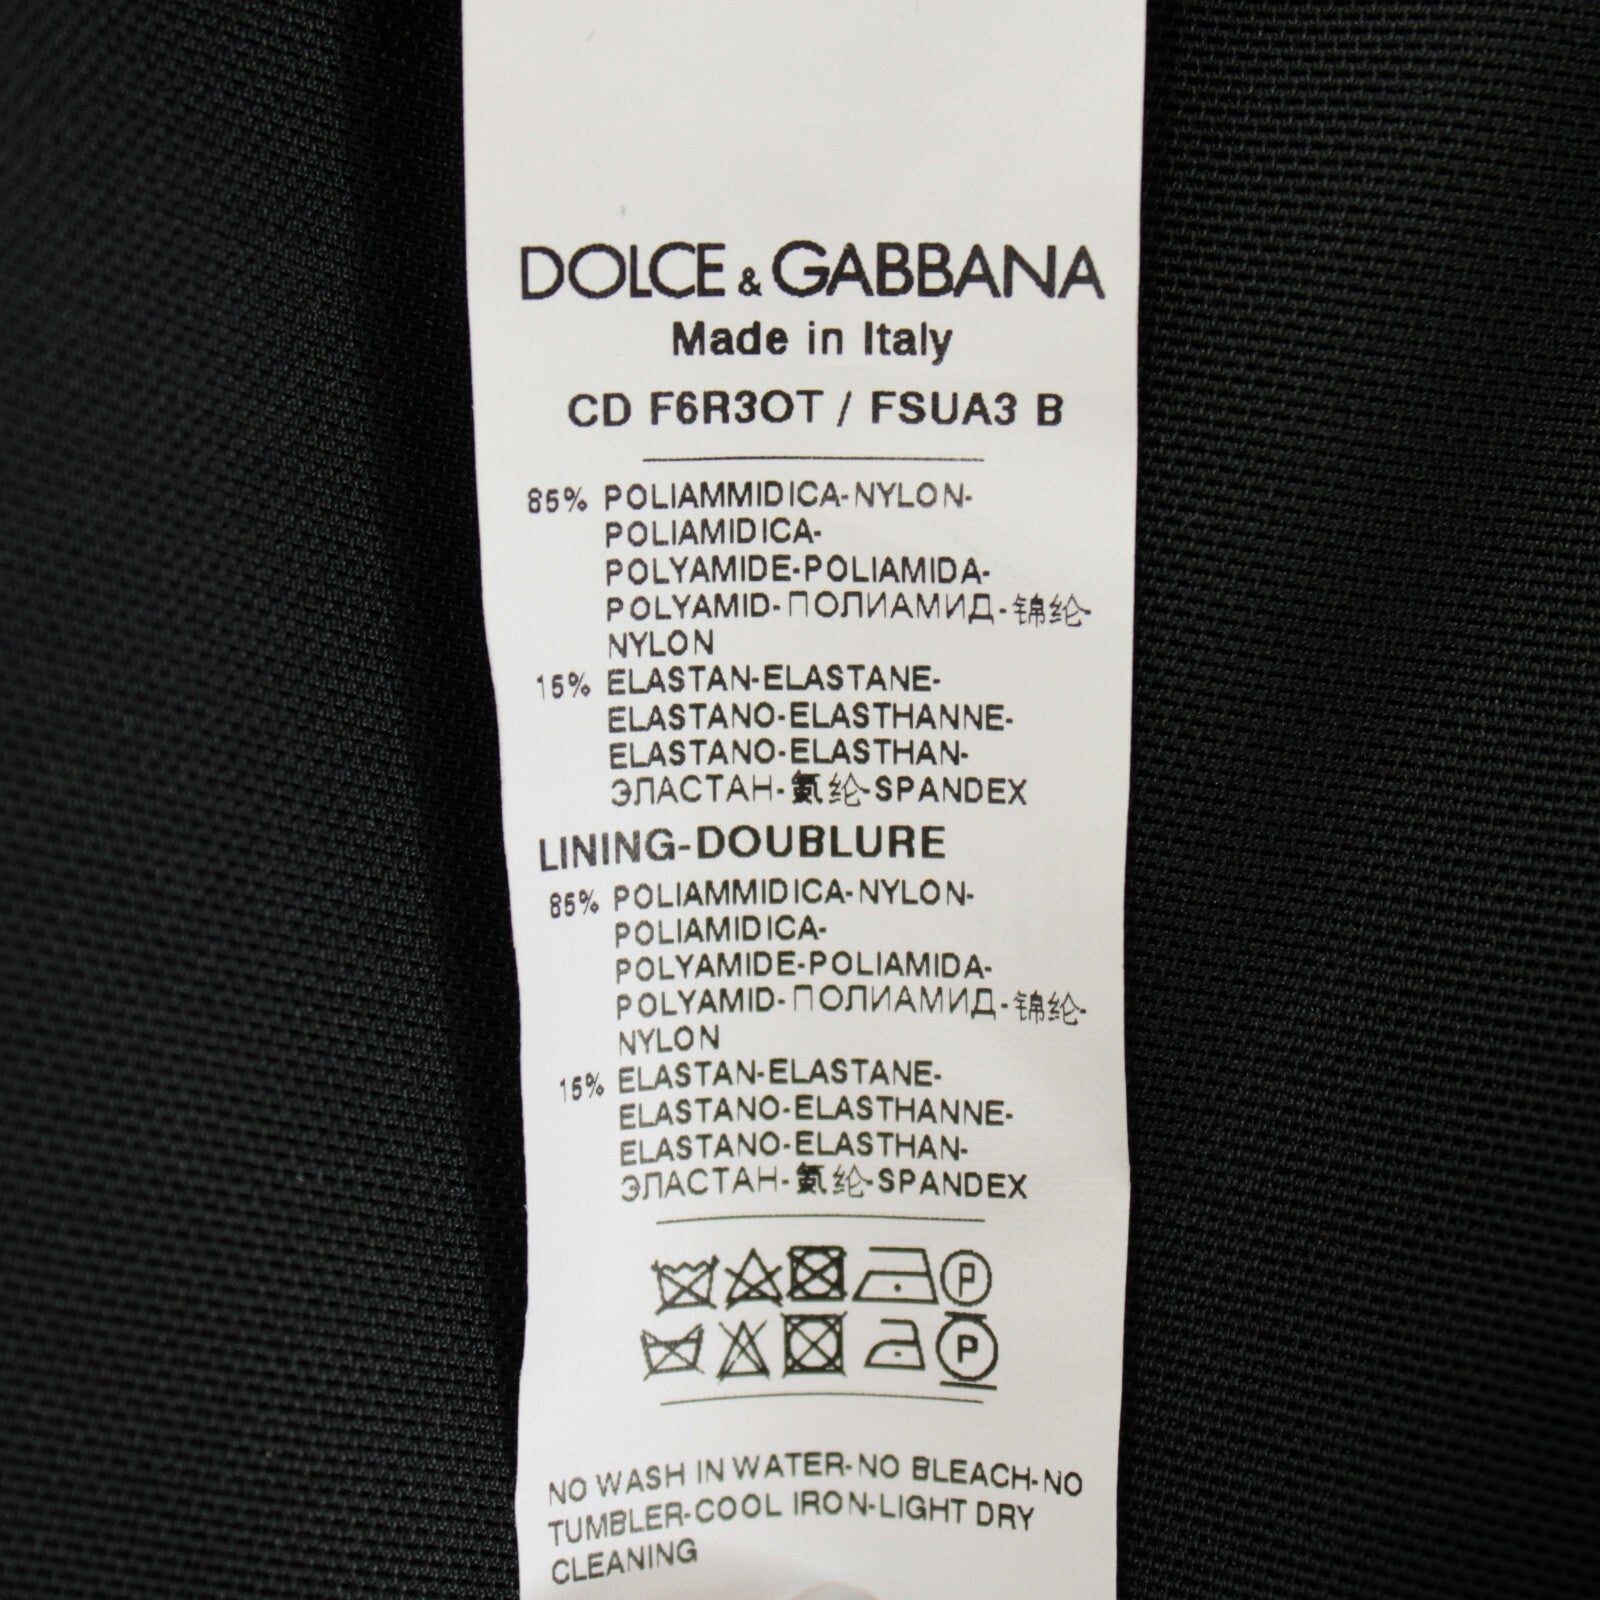 DOLCE & GABBANA
Made in Italy
CD F6R3OT / FSUA3 B
85% POLIAMMIDICA-NYLON-
POLIAMIDICA-
POLYAMIDE-POLIAMIDA-
POLYAMID-ПОЛИАМИД-锦纶-
NYLON
15% ELASTAN-ELASTANE-
ELASTANO-ELASTHANNE-
ELASTANO-ELASTHAN-
ЭЛАСТАН-氨纶-SPANDEX
LINING-DOUBLURE
85% POLIAMMIDICA-NYLON-
POLIAMIDICA-
POLYAMIDE-POLIAMIDA-
POLYAMID-ПОЛИАМИД-锦纶-
NYLON
15% ELASTAN-ELASTANE-
ELASTANO-ELASTHANNE-
ELASTANO-ELASTHAN-
ЭЛАСТАН-氨纶-SPANDEX
P
P
NO WASH IN WATER-NO BLEACH-NO
TUMBLER-COOL IRON-LIGHT DRY
CLEANING